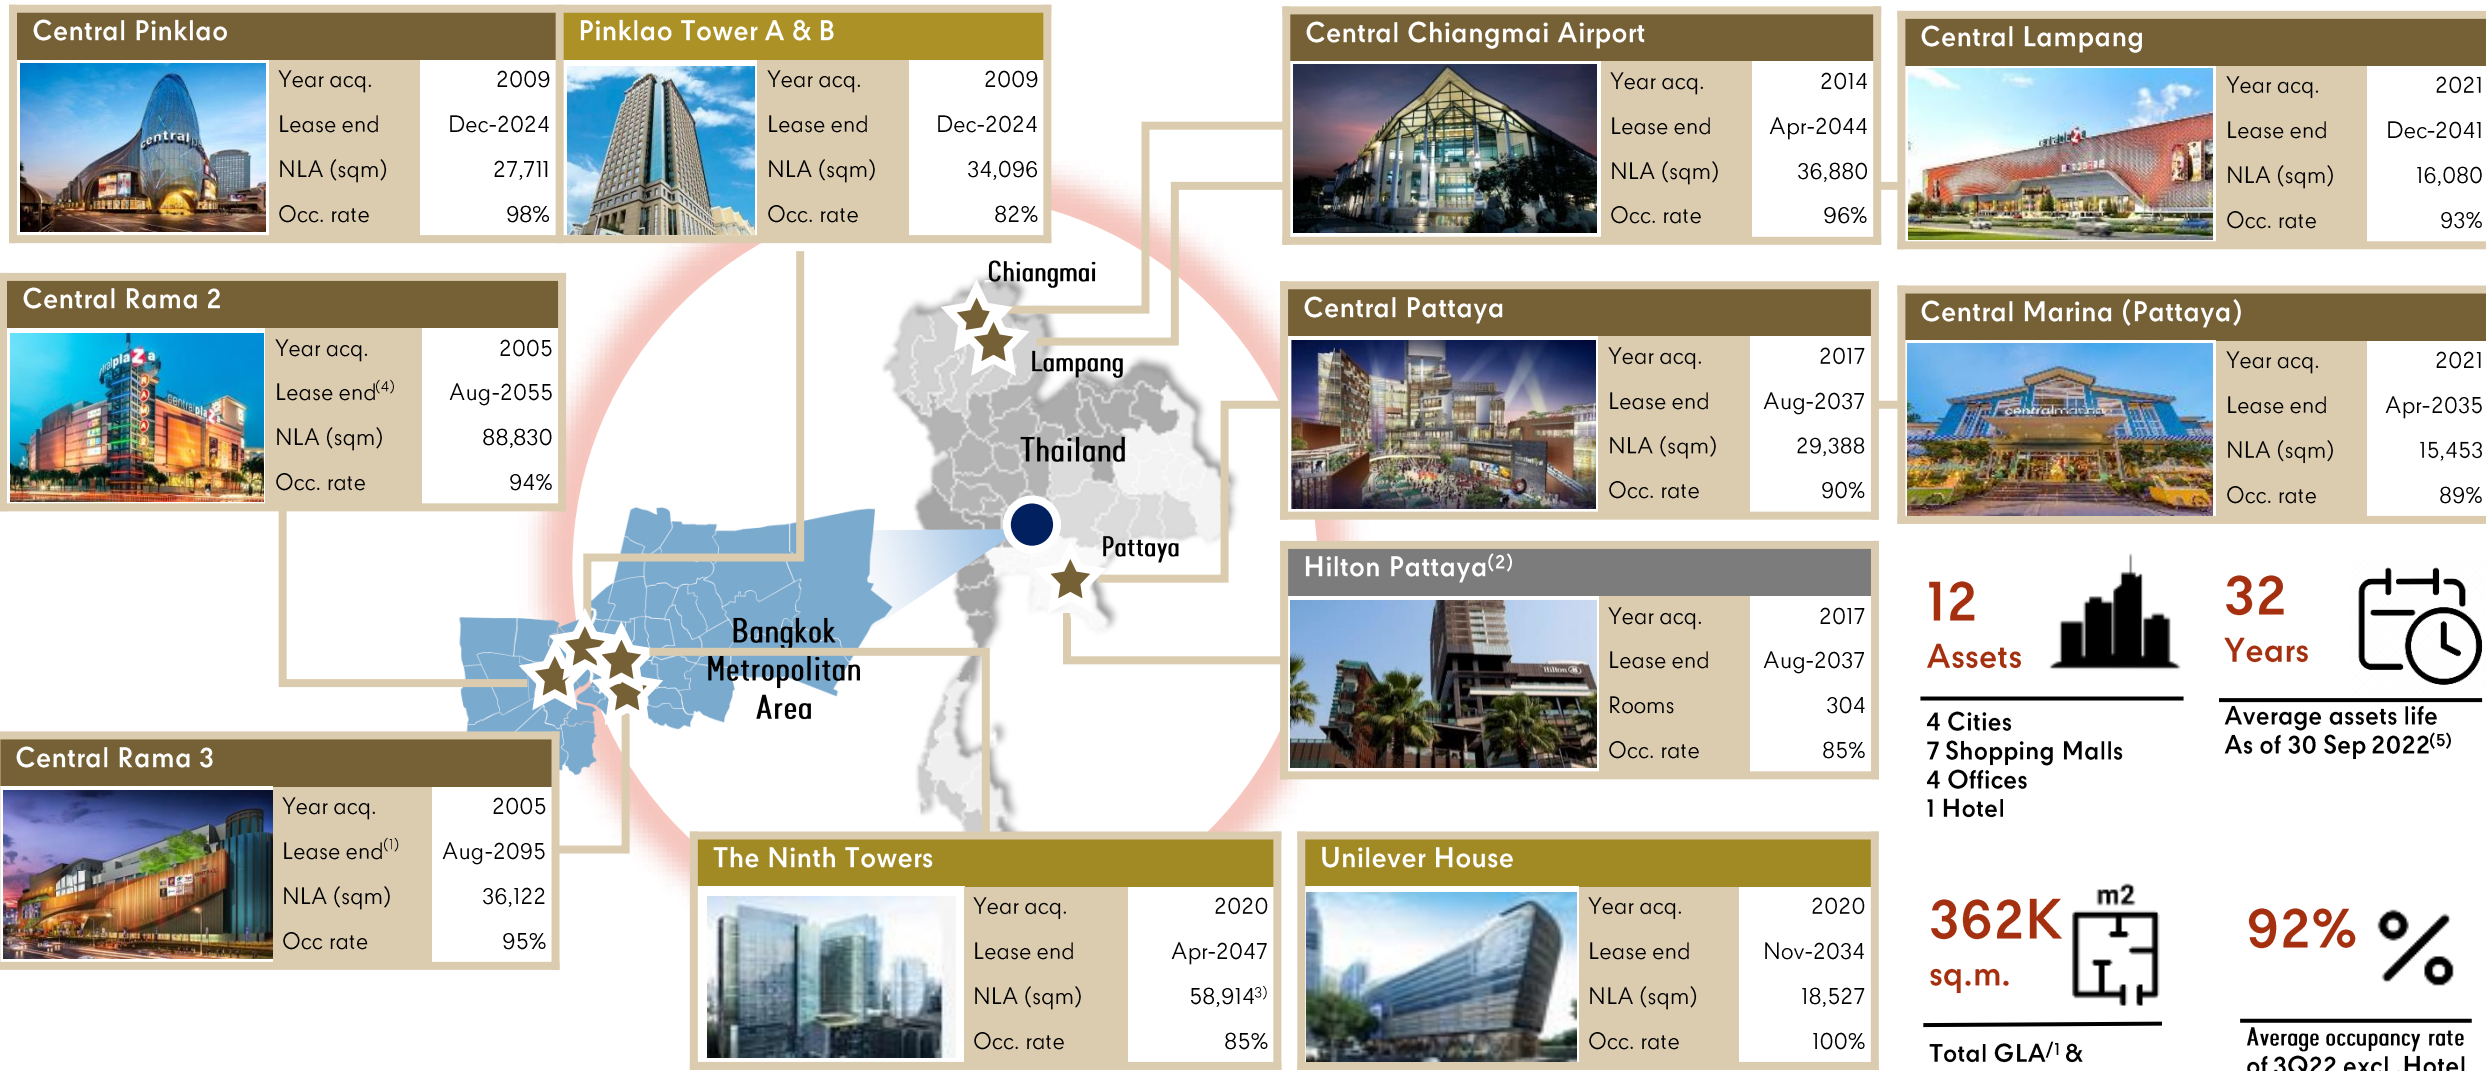 Central Pinklao
Year acq. 2009
Lease end Dec-2024
NLA (sqm) 27,711
Occ. rate 98%
Pinklao Tower A & B
Year acq. 2009
Lease end Dec-2024
NLA (sqm) 34,096
Occ. rate 82%
Central Chiangmai Airport
Year acq. 2014
Lease end Apr-2044
NLA (sqm) 36,880
Occ. rate 96%
Central Lampang
Year acq. 2021
Lease end Dec-2041
NLA (sqm) 16,080
Occ. rate 93%
Central Rama 2
Year acq. 2005
Lease end(4) Aug-2055
NLA (sqm) 88,830
Occ. rate 94%
Chiangmai
Lampang
Thailand
Pattaya
Bangkok
Metropolitan
Area
Central Pattaya
Year acq. 2017
Lease end Aug-2037
NLA (sqm) 29,388
Occ. rate 90%
Central Marina (Pattaya)
Year acq. 2021
Lease end Apr-2035
NLA (sqm) 15,453
Occ. rate 89%
Hilton Pattaya(2)
Year acq. 2017
Lease end Aug-2037
Rooms 304
Occ. rate 85%
Central Rama 3
Year acq. 2005
Lease end(1) Aug-2095
NLA (sqm) 36,122
Occ rate 95%
The Ninth Towers
Year acq. 2020
Lease end Apr-2047
NLA (sqm) 58,9143)
Occ. rate 85%
Unilever House
Year acq. 2020
Lease end Nov-2034
NLA (sqm) 18,527
Occ. rate 100%
12
Assets
4 Cities
7 Shopping Malls
4 Offices
1 Hotel
32
Years
Average assets life
As of 30 Sep 2022(5)
362K
sq.m.
m2
Total GLA/1 &
92%
%
Average occupancy rate
of 3Q22 excl. Hotel